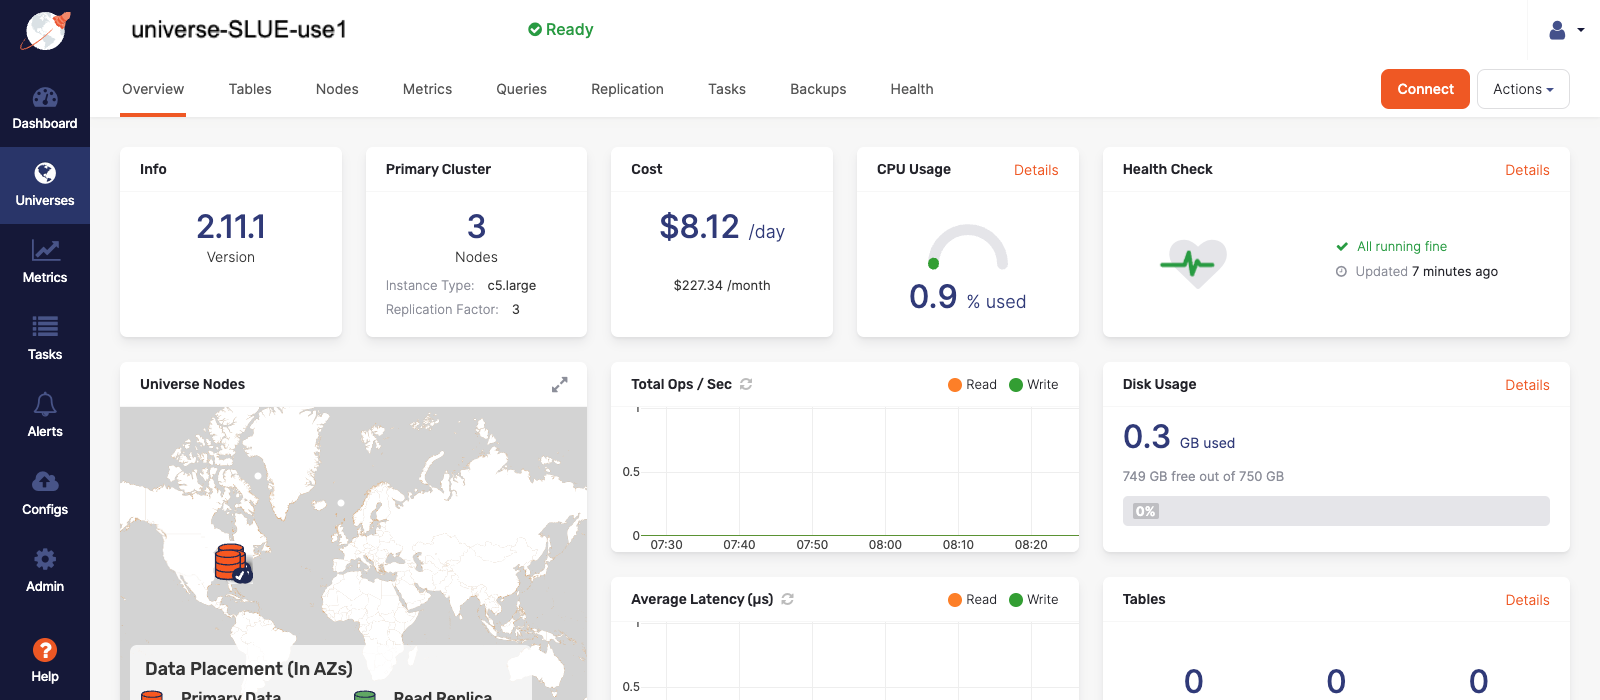 universe-SLUE-use1
Ready
Overview Tables Nodes Metrics Queries Replication Tasks Backups Health
Connect
Actions
Dashboard
Universes
Metrics
Tasks
Alerts
Configs
Admin
Help
Info
2.11.1
Version
Primary Cluster
3
Nodes
Instance Type: c5.large
Replication Factor: 3
Cost
$8.12 /day
$227.34 /month
CPU Usage Details
0.9 % used
Health Check Details
All running fine
Updated 7 minutes ago
Universe Nodes
Data Placement (In AZs)
Primary Data Read Replica
Total Ops / Sec Read Write
1
0.5
0
07:30 07:40 07:50 08:00 08:10 08:20
Disk Usage Details
0.3 GB used
749 GB free out of 750 GB
0%
Average Latency (µs) Read Write
1
0.5
Tables Details
0 0 0